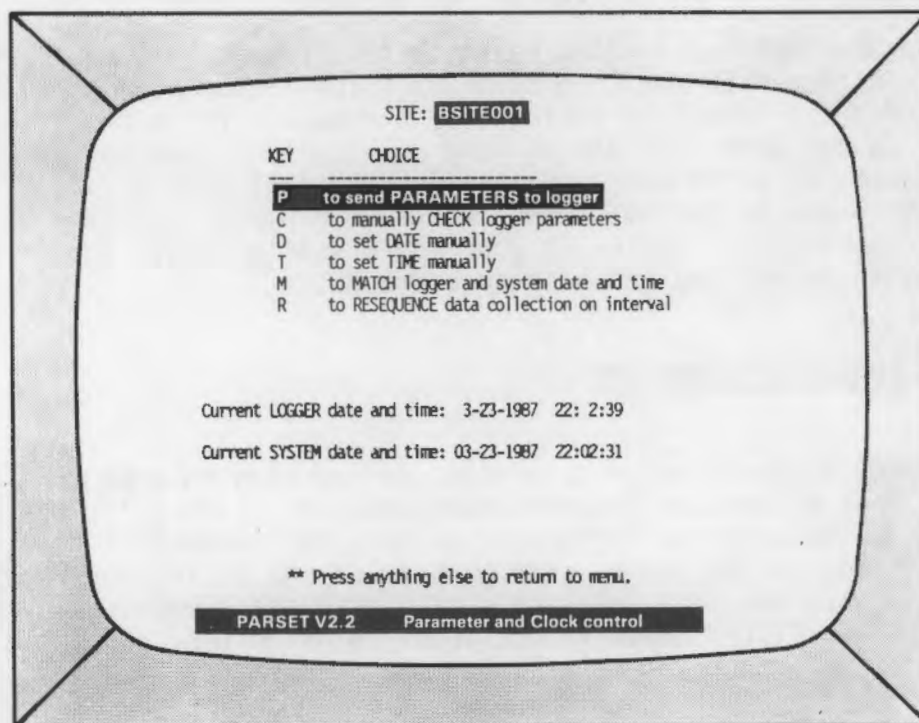 SITE: BSITE001
KEY CHOICE
--- ----------------------
P to send PARAMETERS to logger
C to manually CHECK logger parameters
D to set DATE manually
T to set TIME manually
M to MATCH logger and system date and time
R to RESEQUENCE data collection on interval
Current LOGGER date and time: 3-23-1987 22: 2:39
Current SYSTEM date and time: 03-23-1987 22:02:31
** Press anything else to return to menu.
PARSET V2.2 Parameter and Clock control